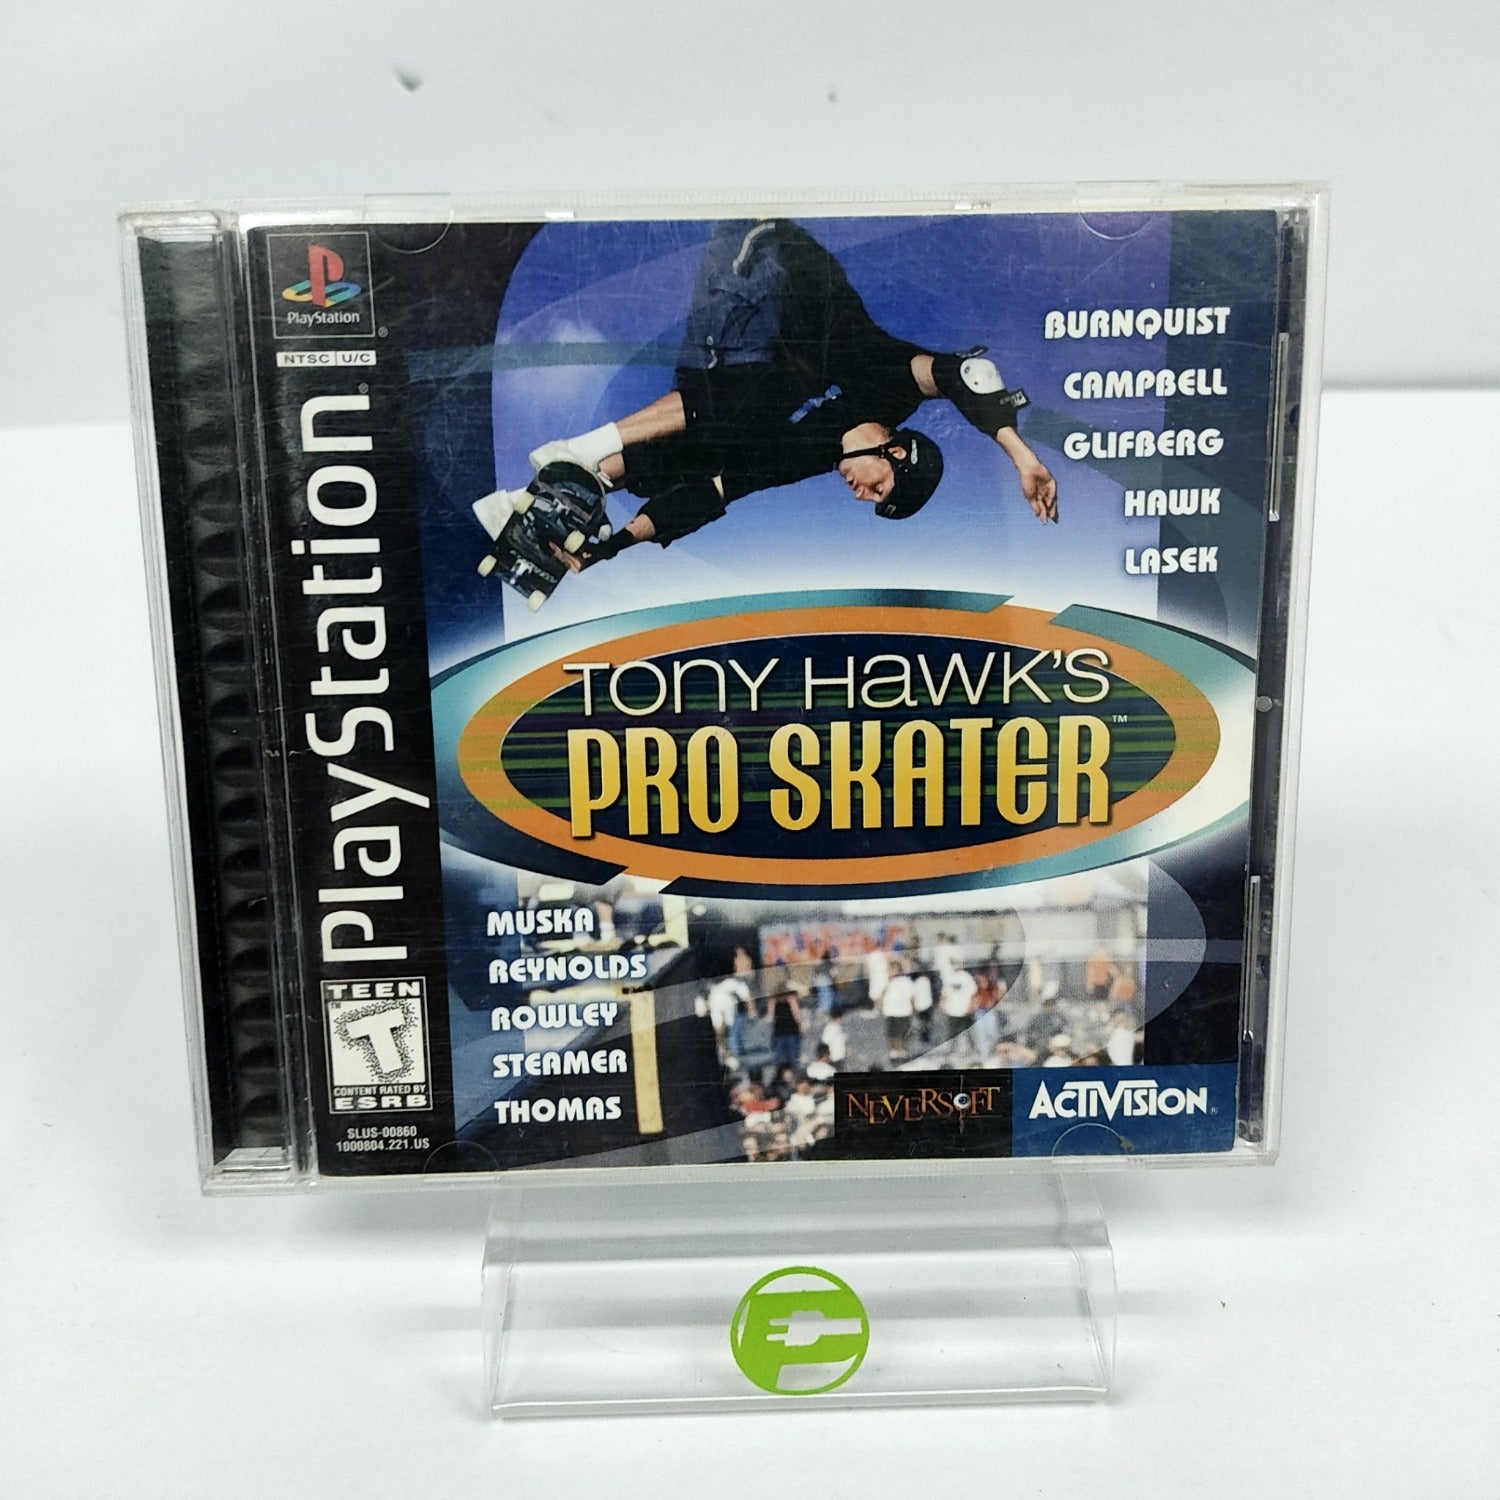 PlayStation
NTSC U/C
PlayStation
BURNQUIST
CAMPBELL
GLIFBERG
HAWK
LASEK
TONY HAWK'S
PRO SKATER™
MUSKA
REYNOLDS
ROWLEY
STEAMER
THOMAS
TEEN
T
CONTENT RATED BY
ESRB
SLUS-00860
1000804.221.US
NEVERSOFT
ACTIVISION®